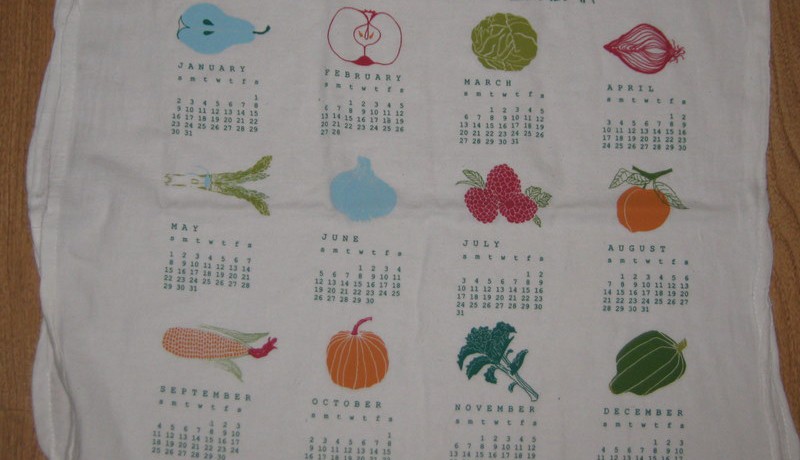 JANUARY
s m t w t f s
1
2 3 4 5 6 7 8
9 10 11 12 13 14 15
16 17 18 19 20 21 22
23 24 25 26 27 28 29
30 31
FEBRUARY
s m t w t f s
1 2 3 4 5
6 7 8 9 10 11 12
13 14 15 16 17 18 19
20 21 22 23 24 25 26
27 28
MARCH
s m t w t f s
1 2 3 4 5
6 7 8 9 10 11 12
13 14 15 16 17 18 19
20 21 22 23 24 25 26
27 28 29 30 31
APRIL
s m t w t f s
1 2
3 4 5 6 7 8 9
10 11 12 13 14 15 16
17 18 19 20 21 22 23
24 25 26 27 28 29 30
MAY
s m t w t f s
1 2 3 4 5 6 7
8 9 10 11 12 13 14
15 16 17 18 19 20 21
22 23 24 25 26 27 28
29 30 31
JUNE
s m t w t f s
1 2 3 4
5 6 7 8 9 10 11
12 13 14 15 16 17 18
19 20 21 22 23 24 25
26 27 28 29 30
JULY
s m t w t f s
1 2
3 4 5 6 7 8 9
10 11 12 13 14 15 16
17 18 19 20 21 22 23
24 25 26 27 28 29 30
31
AUGUST
s m t w t f s
1 2 3 4 5 6
7 8 9 10 11 12 13
14 15 16 17 18 19 20
21 22 23 24 25 26 27
28 29 30 31
SEPTEMBER
s m t w t f s
1 2 3
4 5 6 7 8 9 10
11 12 13 14 15 16 17
18 19 20 21 22 23 24
25 26 27 28 29 30
OCTOBER
s m t w t f s
1
2 3 4 5 6 7 8
9 10 11 12 13 14 15
NOVEMBER
s m t w t f s
1 2 3 4 5
6 7 8 9 10 11 12
DECEMBER
s m t w t f s
1 2 3
4 5 6 7 8 9 10
11 12 13 14 15 16 17